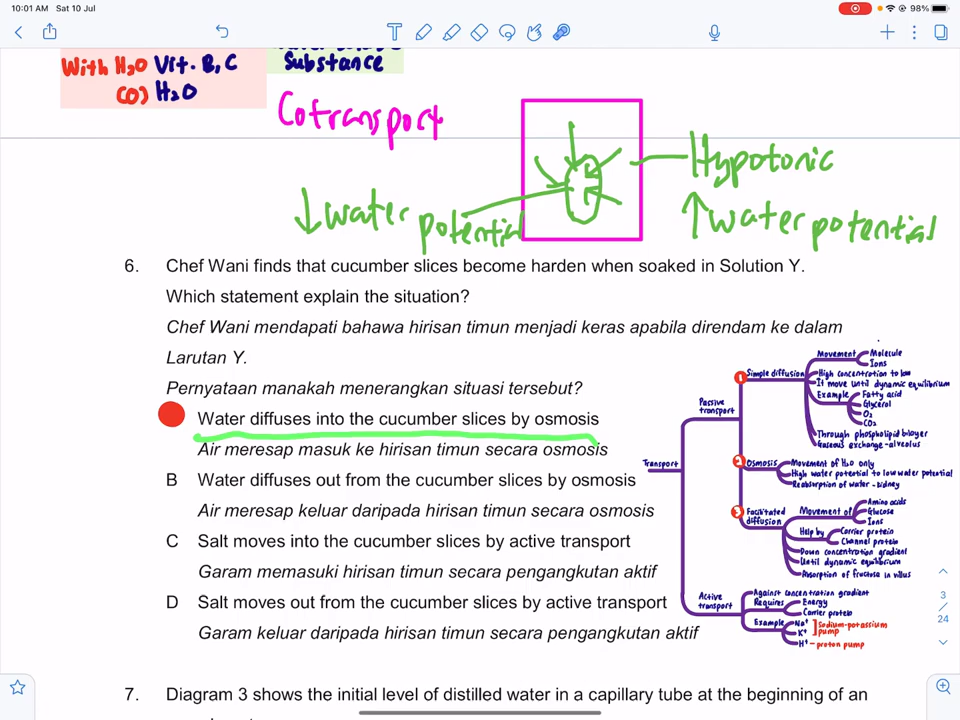 10:01 AM Sat 10 Jul
98%
With H2O Vit. B, C
(O) H2O
Substance
Cotransport
Hypotonic
↓ water potential
↑ water potential
6. Chef Wani finds that cucumber slices become harden when soaked in Solution Y.
Which statement explain the situation?
Chef Wani mendapati bahawa hirisan timun menjadi keras apabila direndam ke dalam
Larutan Y.
Pernyataan manakah menerangkan situasi tersebut?
Water diffuses into the cucumber slices by osmosis
Air meresap masuk ke hirisan timun secara osmosis
B Water diffuses out from the cucumber slices by osmosis
Air meresap keluar daripada hirisan timun secara osmosis
C Salt moves into the cucumber slices by active transport
Garam memasuki hirisan timun secara pengangkutan aktif
D Salt moves out from the cucumber slices by active transport
Garam keluar daripada hirisan timun secara pengangkutan aktif
Transport
Passive transport
1 Simple diffusion
Movement
Molecule
Ions
High concentration to low
It move until dynamic equilibrium
Example
Fatty acid
Glycerol
O2
CO2
Through phospholipid bilayer
Gaseous exchange-alveolus
2 Osmosis
Movement of H2O only
High water potential to low water potential
Reabsorption of water - kidney
3 Facilitated diffusion
Movement of
Amino acids
Glucose
Ions
Help by
Carrier protein
Channel protein
Down concentration gradient
Until dynamic equilibrium
Absorption of fructose in villus
Active transport
Against concentration gradient
Requires
Energy
Carrier protein
Example
Na+
K+
] Sodium-potassium pump
H+ - proton pump
3
/
24
7. Diagram 3 shows the initial level of distilled water in a capillary tube at the beginning of an